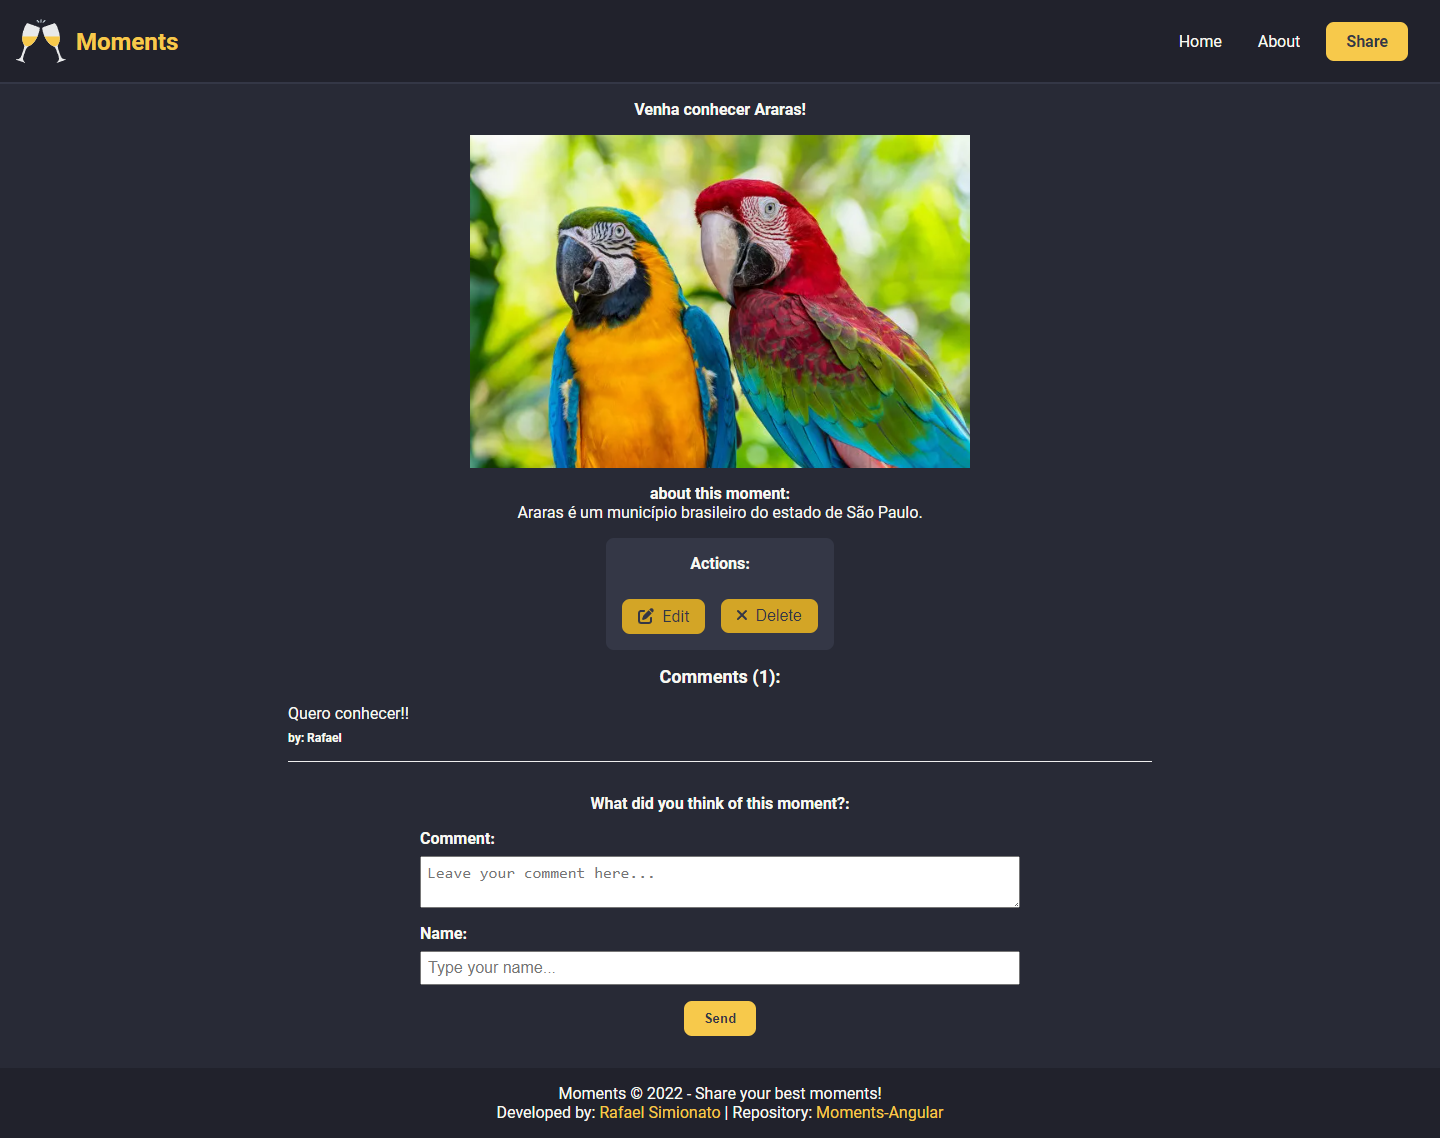 Moments
Home About Share
Venha conhecer Araras!
about this moment:
Araras é um município brasileiro do estado de São Paulo.
Actions:
Edit Delete
Comments (1):
Quero conhecer!!
by: Rafael
What did you think of this moment?:
Comment:
Leave your comment here...
Name:
Type your name...
Send
Moments © 2022 - Share your best moments!
Developed by: Rafael Simionato | Repository: Moments-Angular